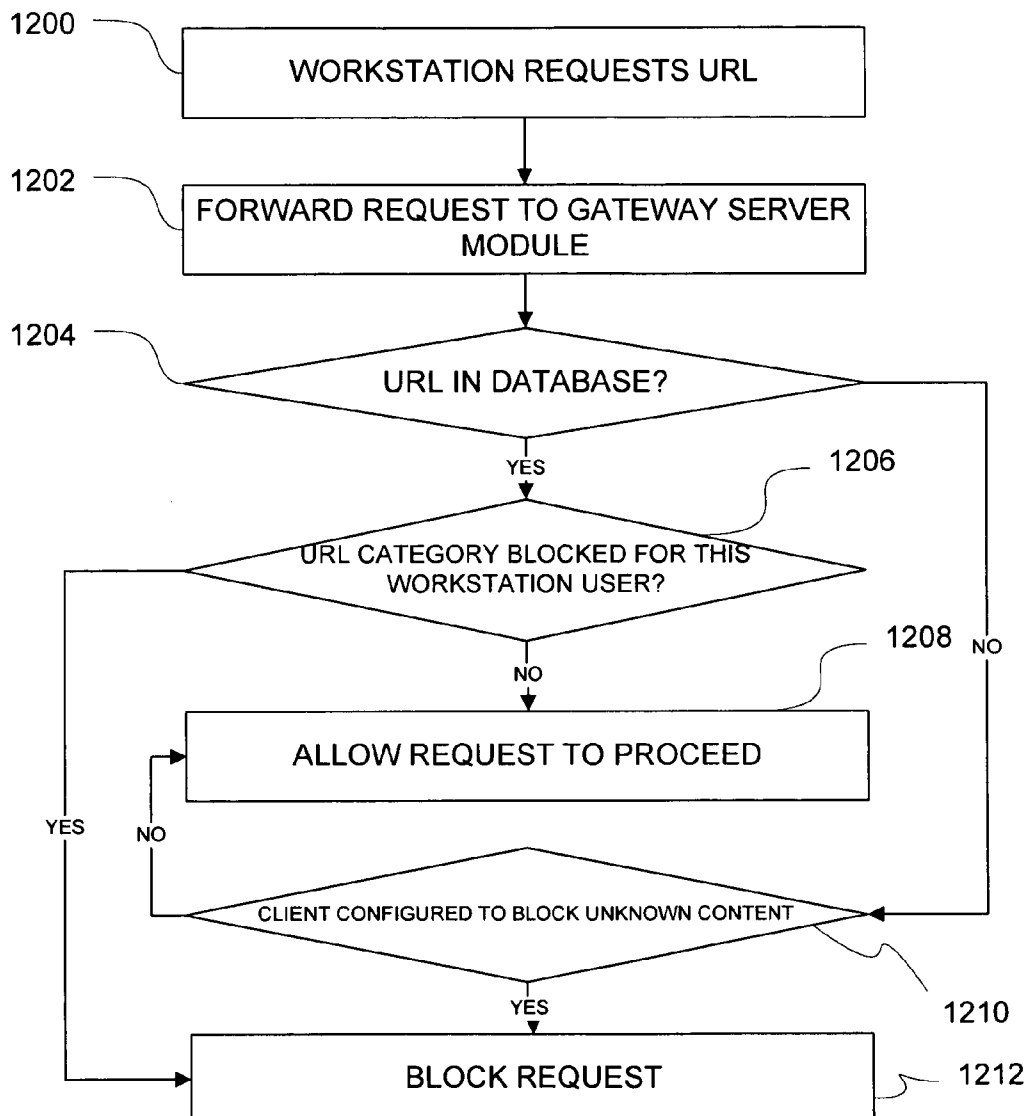 1200
WORKSTATION REQUESTS URL
1202
FORWARD REQUEST TO GATEWAY SERVER
MODULE
1204
URL IN DATABASE?
YES
1206
URL CATEGORY BLOCKED FOR THIS
WORKSTATION USER?
1208
NO
NO
ALLOW REQUEST TO PROCEED
YES
NO
CLIENT CONFIGURED TO BLOCK UNKNOWN CONTENT
YES
1210
BLOCK REQUEST
1212